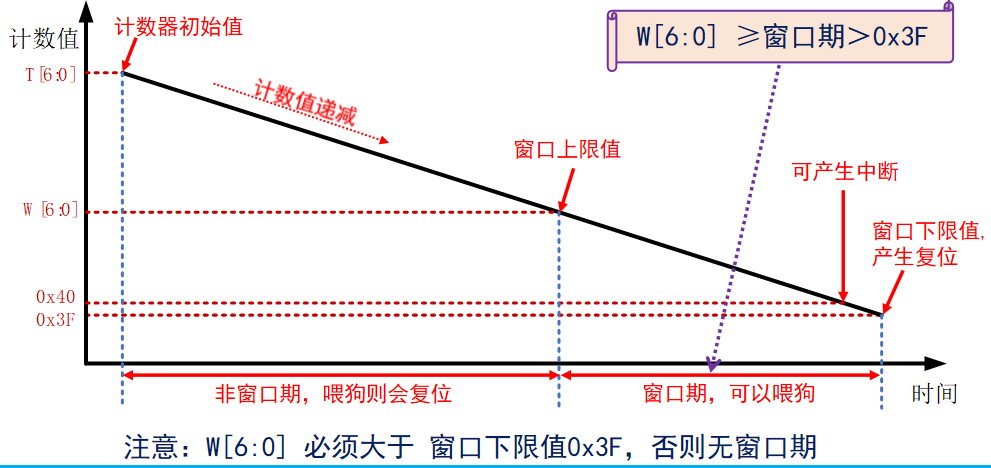 计数值
计数器初始值
W[6:0] ≥窗口期>0x3F
T[6:0]
计数值递减
窗口上限值
可产生中断
W[6:0]
窗口下限值,
产生复位
0x40
0x3F
非窗口期，喂狗则会复位
窗口期，可以喂狗
时间
注意：W[6:0] 必须大于 窗口下限值0x3F，否则无窗口期